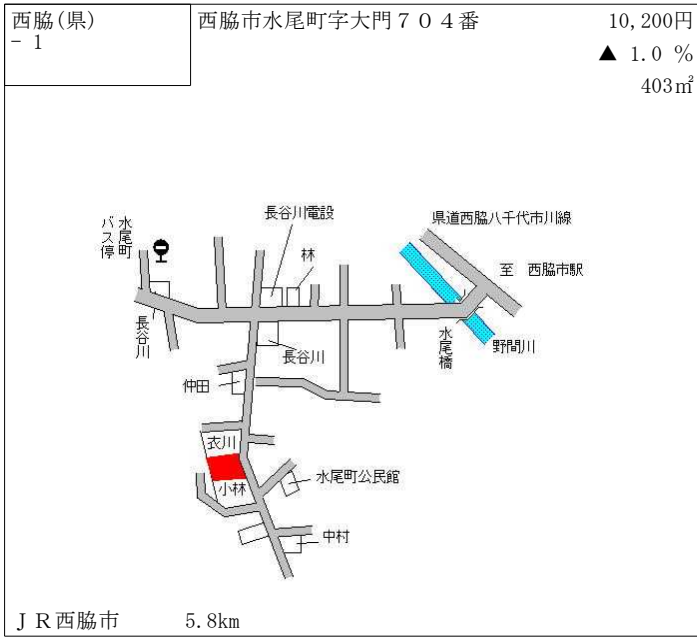 西脇(県)
－ 1
西脇市水尾町字大門７０４番
10,200円
▲ 1.0 %
403㎡
水尾町
バス停
長谷川電設
林
県道西脇八千代市川線
至　西脇市駅
長谷川
長谷川
水尾橋
野間川
仲田
衣川
小林
水尾町公民館
中村
ＪＲ西脇市　　　5.8km